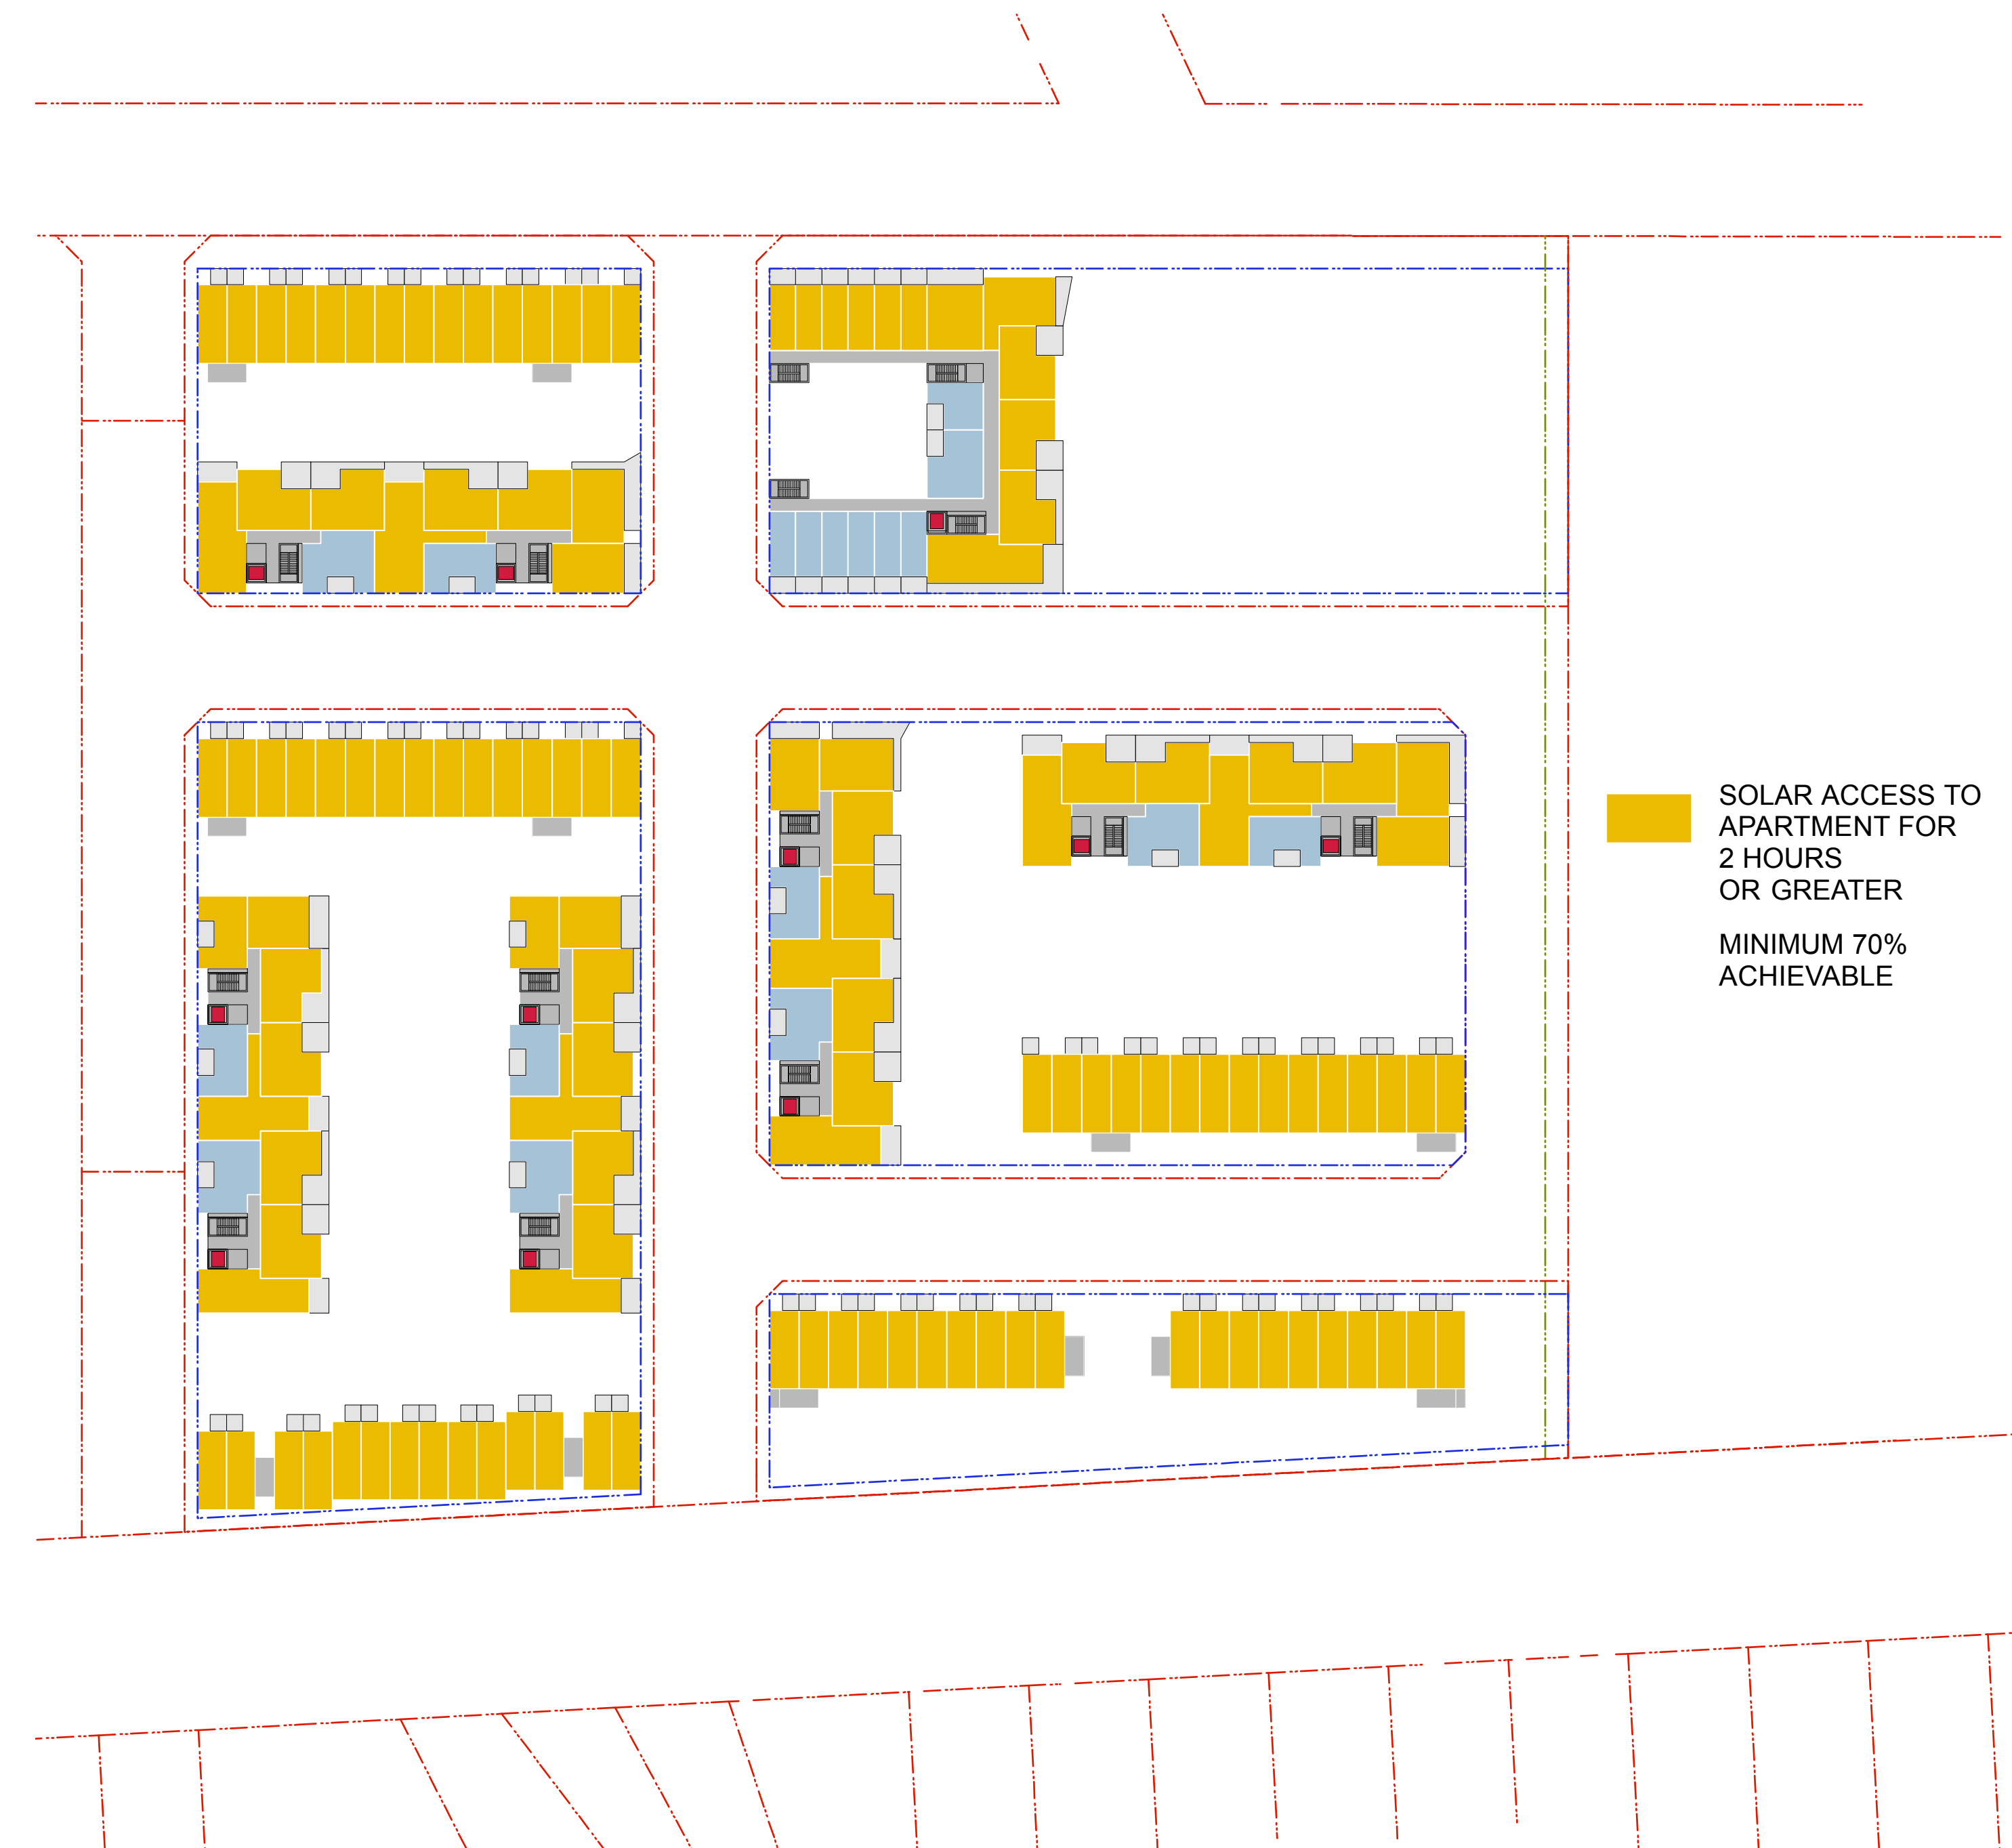 SOLAR ACCESS TO
APARTMENT FOR
2 HOURS
OR GREATER
MINIMUM 70%
ACHIEVABLE